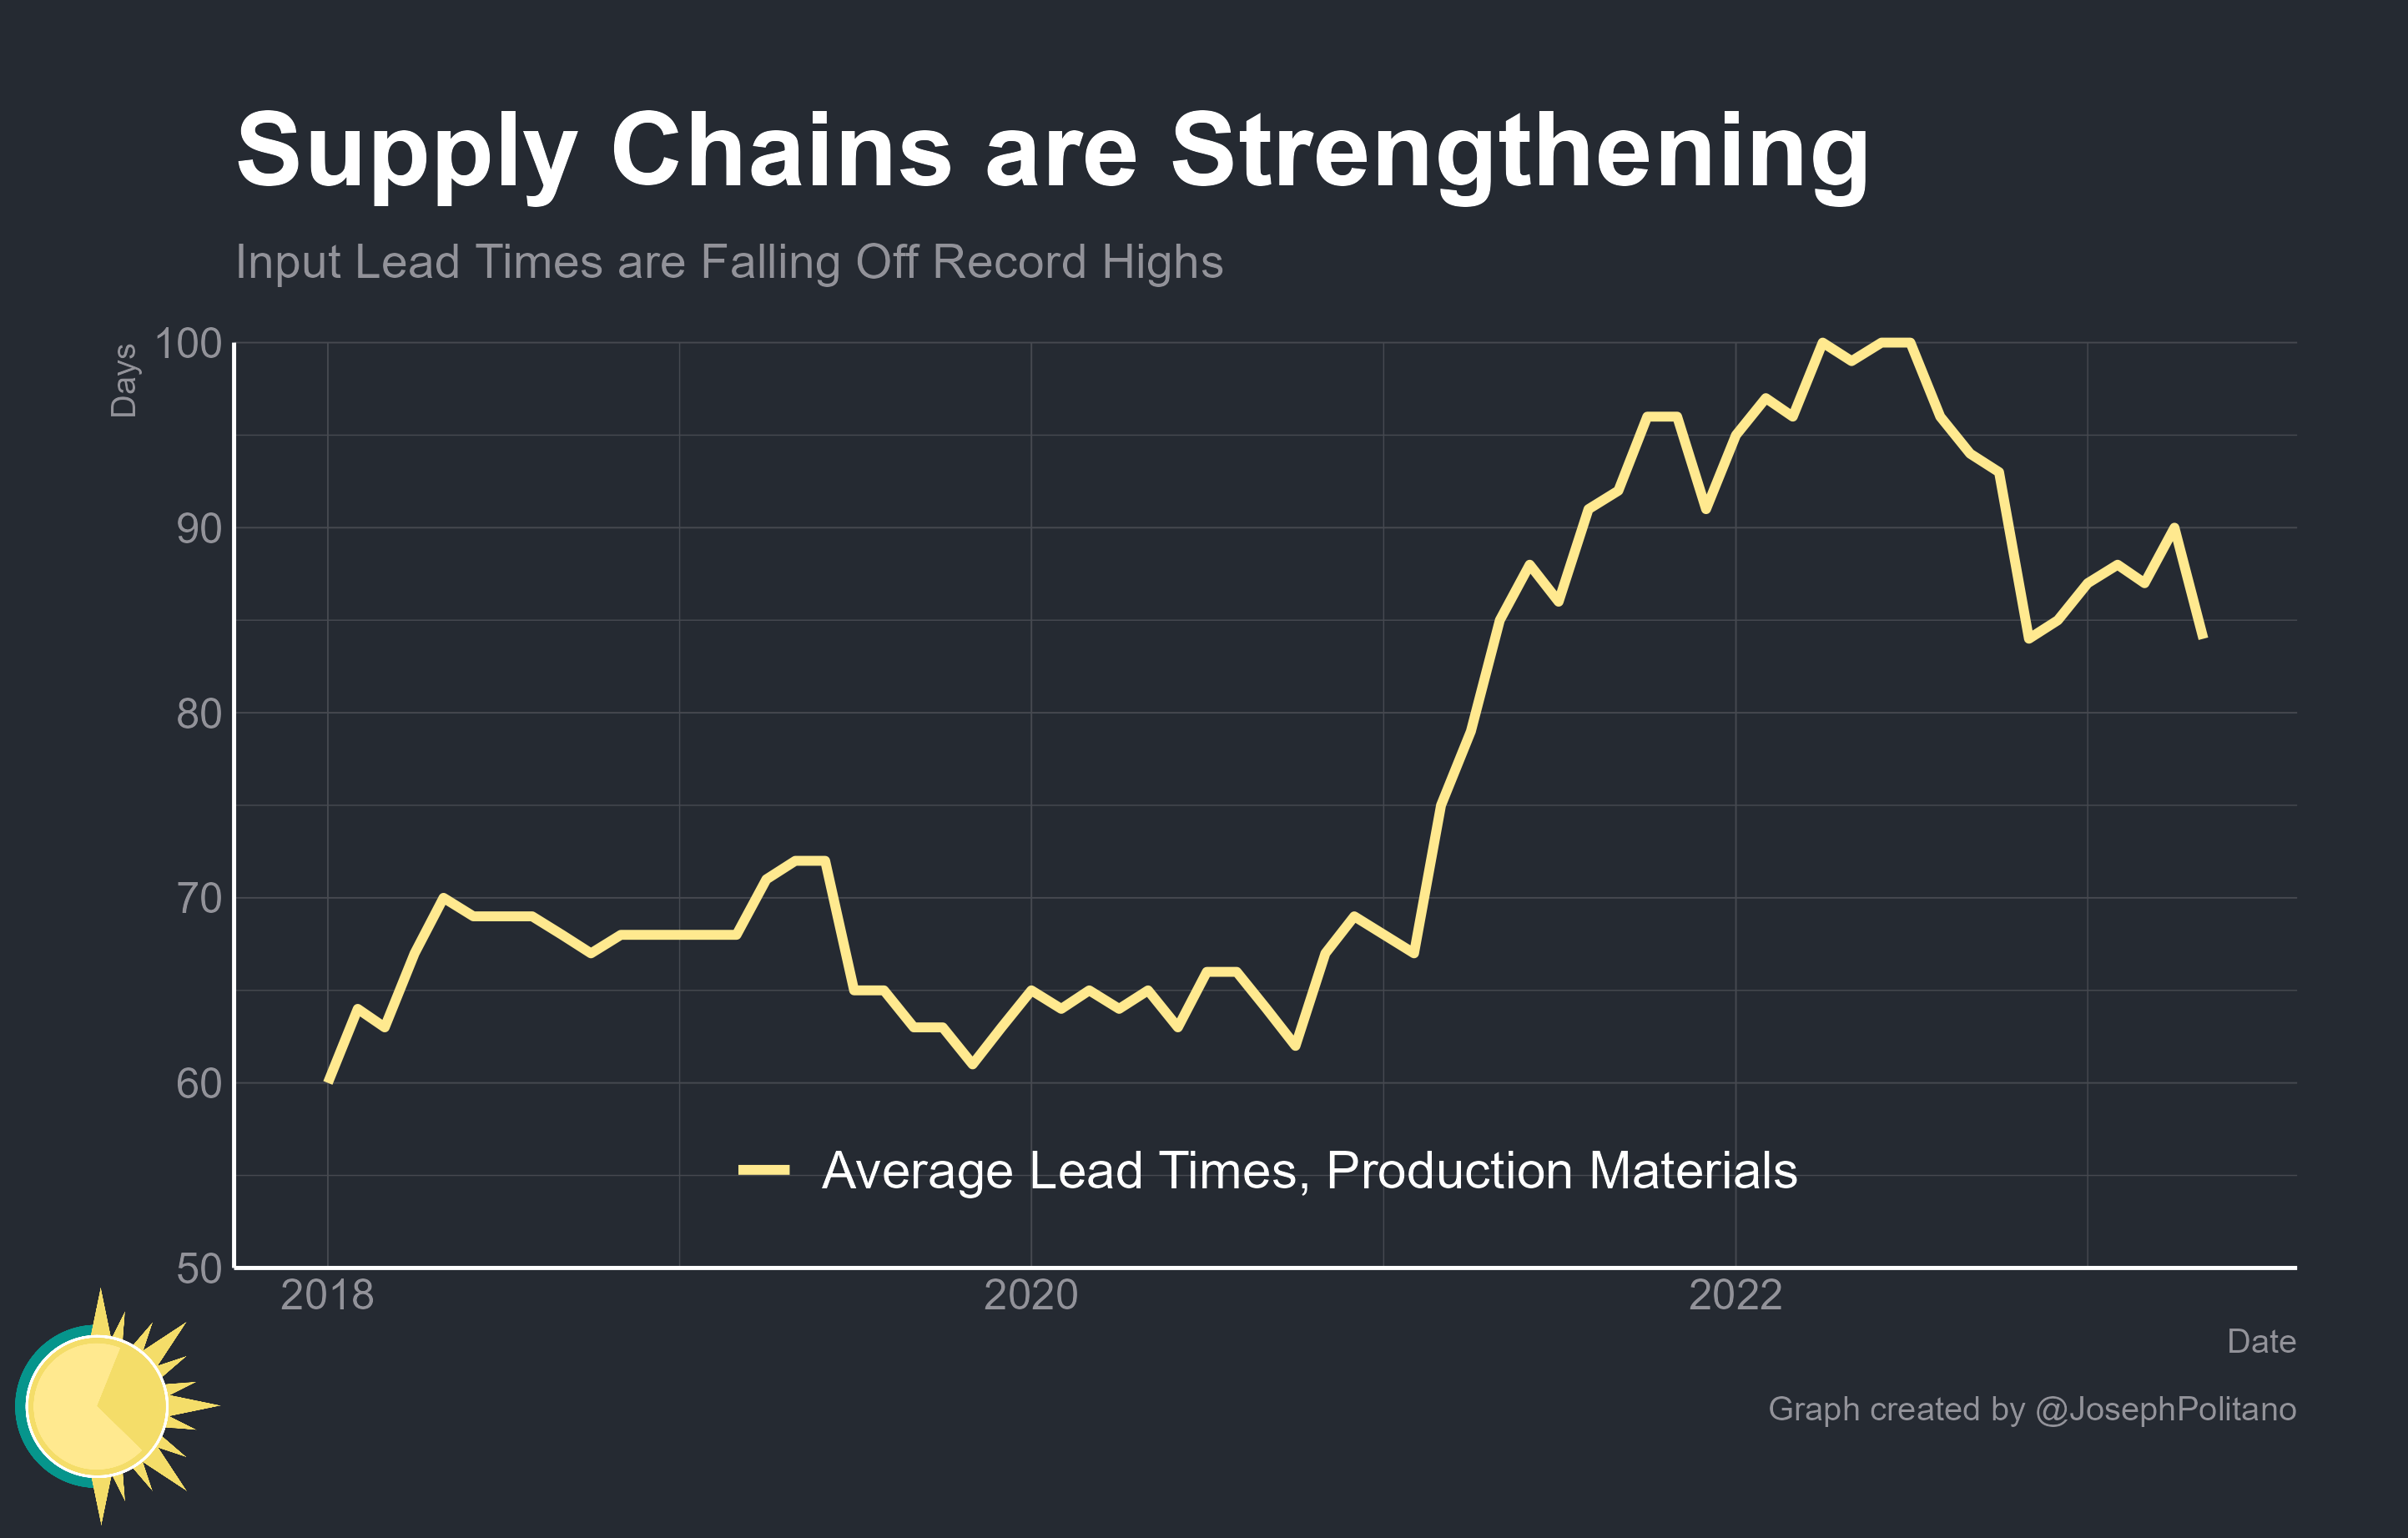 Supply Chains are Strengthening
Input Lead Times are Falling Off Record Highs
Days
100
90
80
70
60
50
Average Lead Times, Production Materials
2018
2020
2022
Date
Graph created by @JosephPolitano